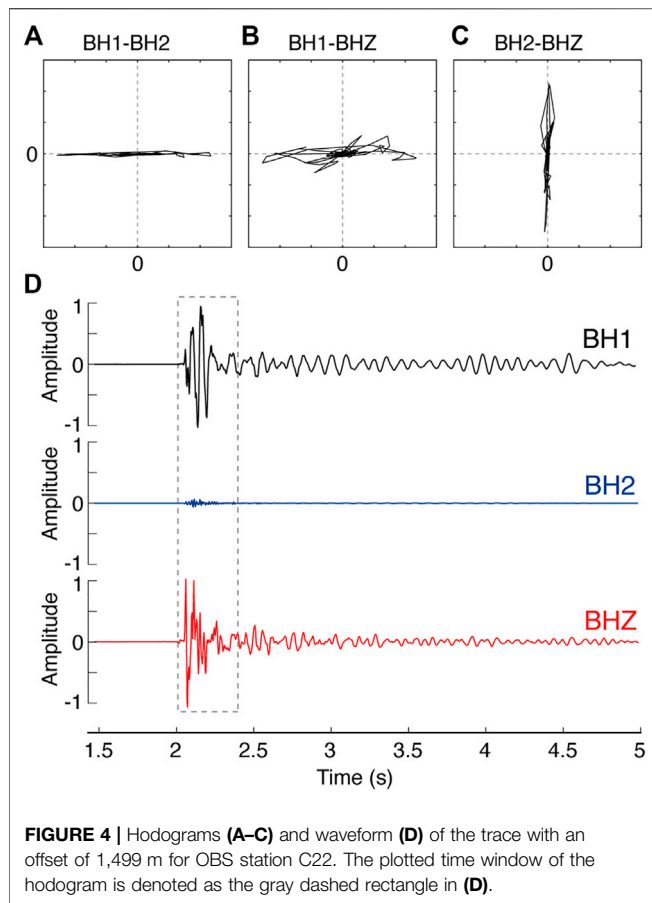 A
BH1-BH2
B
BH1-BHZ
C
BH2-BHZ
0
0
0
0
D
1
0
-1
Amplitude
BH1
1
0
-1
Amplitude
BH2
1
0
-1
Amplitude
BHZ
1.5 2 2.5 3 3.5 4 4.5 5
Time (s)
FIGURE 4 | Hodograms (A–C) and waveform (D) of the trace with an
offset of 1,499 m for OBS station C22. The plotted time window of the
hodogram is denoted as the gray dashed rectangle in (D).